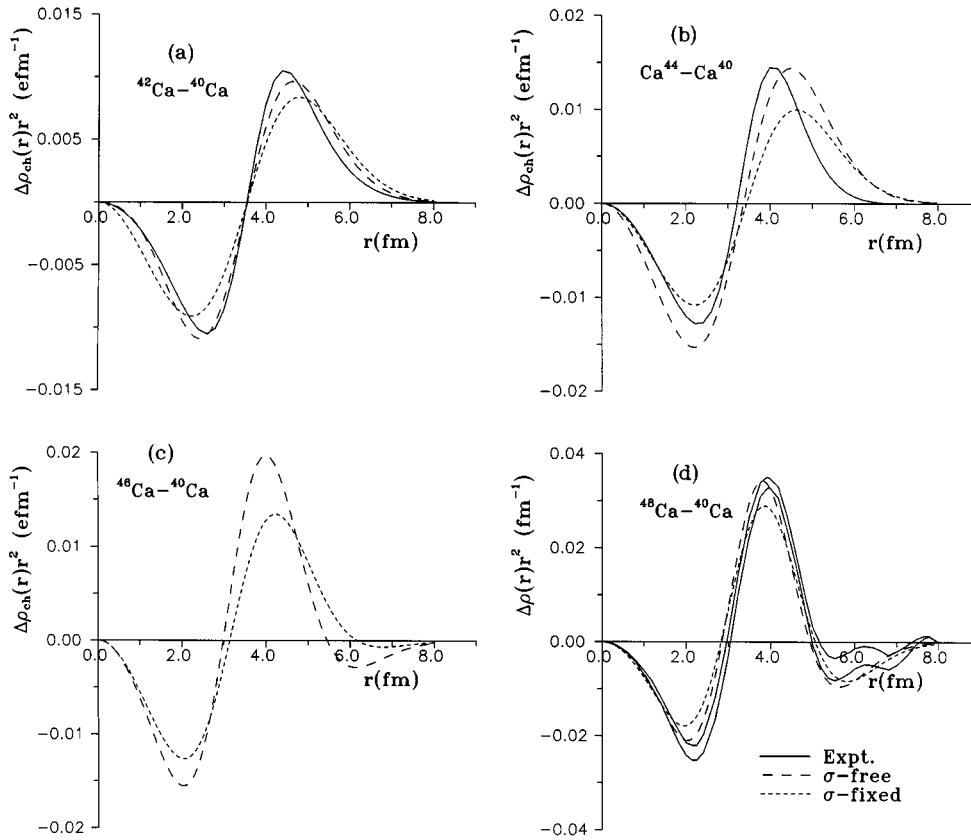 (a)
⁴²Ca−⁴⁰Ca
Δρch(r)r² (efm⁻¹)
0.015
0.010
0.005
0.000
−0.005
−0.015
0.0 2.0 4.0 6.0 8.0
r(fm)
(b)
Ca⁴⁴−Ca⁴⁰
Δρch(r)r² (efm⁻¹)
0.02
0.01
0.00
−0.01
−0.02
0.0 2.0 4.0 6.0 8.0
r(fm)
(c)
⁴⁶Ca−⁴⁰Ca
Δρch(r)r² (efm⁻¹)
0.02
0.01
0.00
−0.01
−0.02
0.0 2.0 4.0 6.0 8.0
r(fm)
(d)
⁴⁸Ca−⁴⁰Ca
Δρ(r)r² (fm⁻¹)
0.04
0.02
0.00
−0.02
−0.04
0.0 2.0 4.0 6.0 8.0
r(fm)
Expt.
σ−free
σ−fixed